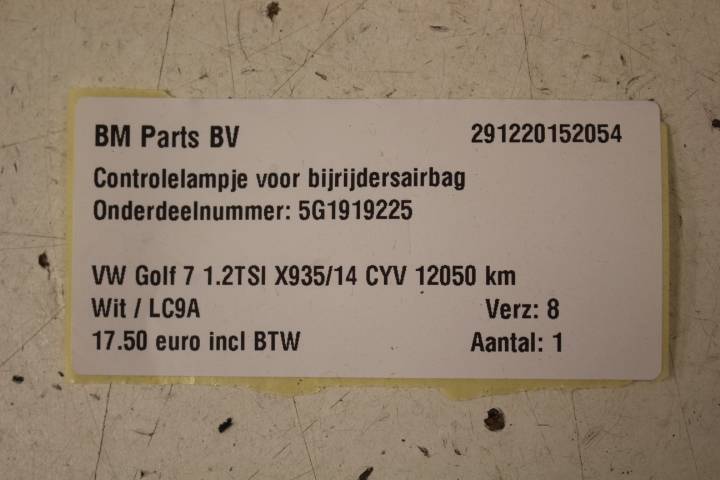 BM Parts BV 291220152054
Controlelampje voor bijrijdersairbag
Onderdeelnummer: 5G1919225
VW Golf 7 1.2TSI X935/14 CYV 12050 km
Wit / LC9A Verz: 8
17.50 euro incl BTW Aantal: 1